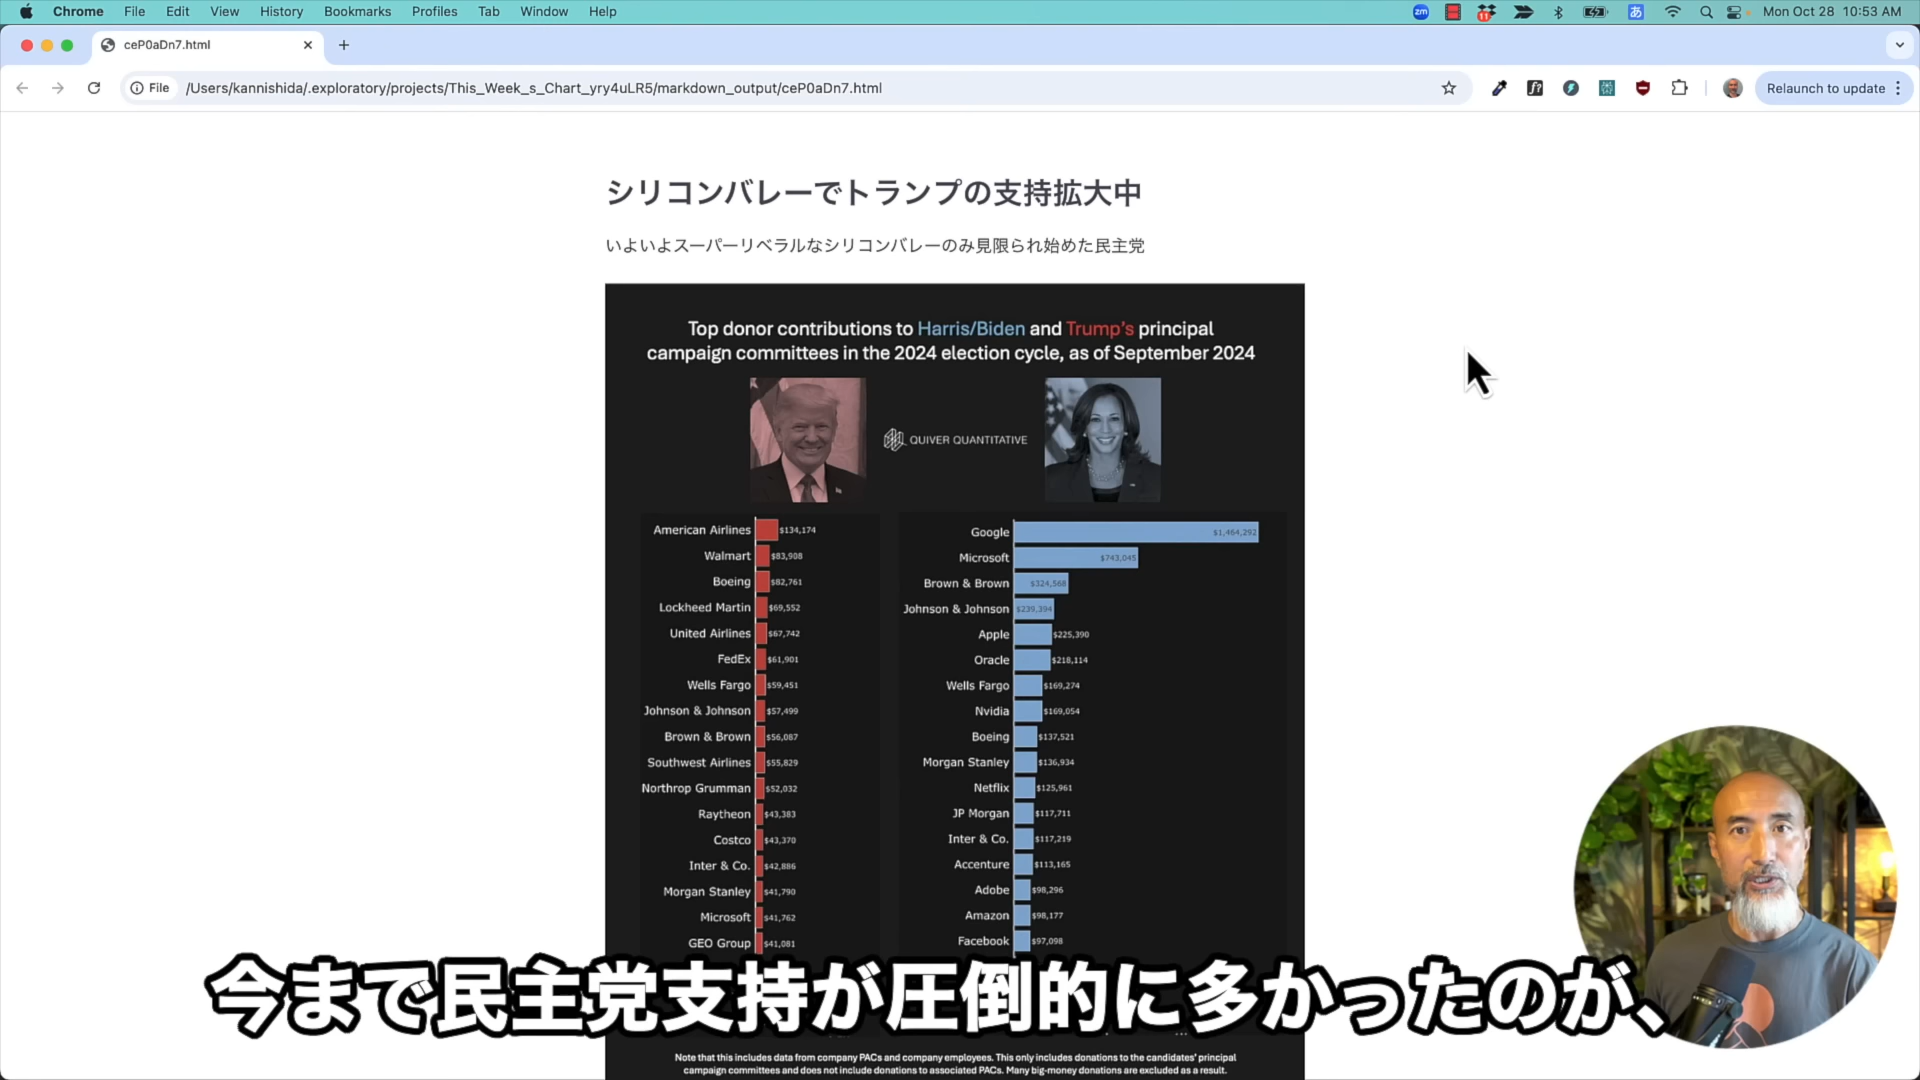 Chrome File Edit View History Bookmarks Profiles Tab Window Help
zm 11 あ Mon Oct 28 10:53 AM
ceP0aDn7.html
File /Users/kannishida/.exploratory/projects/This_Week_s_Chart_yry4uLR5/markdown_output/ceP0aDn7.html
f? Relaunch to update
シリコンバレーでトランプの支持拡大中
いよいよスーパーリベラルなシリコンバレーのみ見限られ始めた民主党
Top donor contributions to Harris/Biden and Trump's principal
campaign committees in the 2024 election cycle, as of September 2024
QUIVER QUANTITATIVE
American Airlines $134,174
Walmart $83,908
Boeing $82,761
Lockheed Martin $69,552
United Airlines $67,742
FedEx $61,901
Wells Fargo $59,451
Johnson & Johnson $57,499
Brown & Brown $56,087
Southwest Airlines $55,829
Northrop Grumman $52,032
Raytheon $43,383
Costco $43,370
Inter & Co. $42,886
Morgan Stanley $41,790
Microsoft $41,762
GEO Group $41,081
Google $1,464,292
Microsoft $743,045
Brown & Brown $324,568
Johnson & Johnson $239,394
Apple $225,390
Oracle $218,114
Wells Fargo $169,274
Nvidia $169,054
Boeing $137,521
Morgan Stanley $136,934
Netflix $125,961
JP Morgan $117,711
Inter & Co. $117,219
Accenture $113,165
Adobe $98,296
Amazon $98,177
Facebook $97,098
今まで民主党支持が圧倒的に多かったのが、
Note that this includes data from company PACs and company employees. This only includes donations to the candidates' principal
campaign committees and does not include donations to associated PACs. Many big-money donations are excluded as a result.